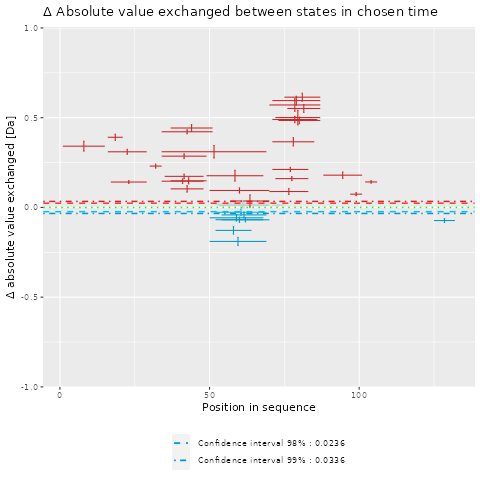 Δ Absolute value exchanged between states in chosen time
Δ absolute value exchanged [Da]
1.0
0.5
0.0
-0.5
-1.0
0
50
100
Position in sequence
Confidence interval 98% : 0.0236
Confidence interval 99% : 0.0336